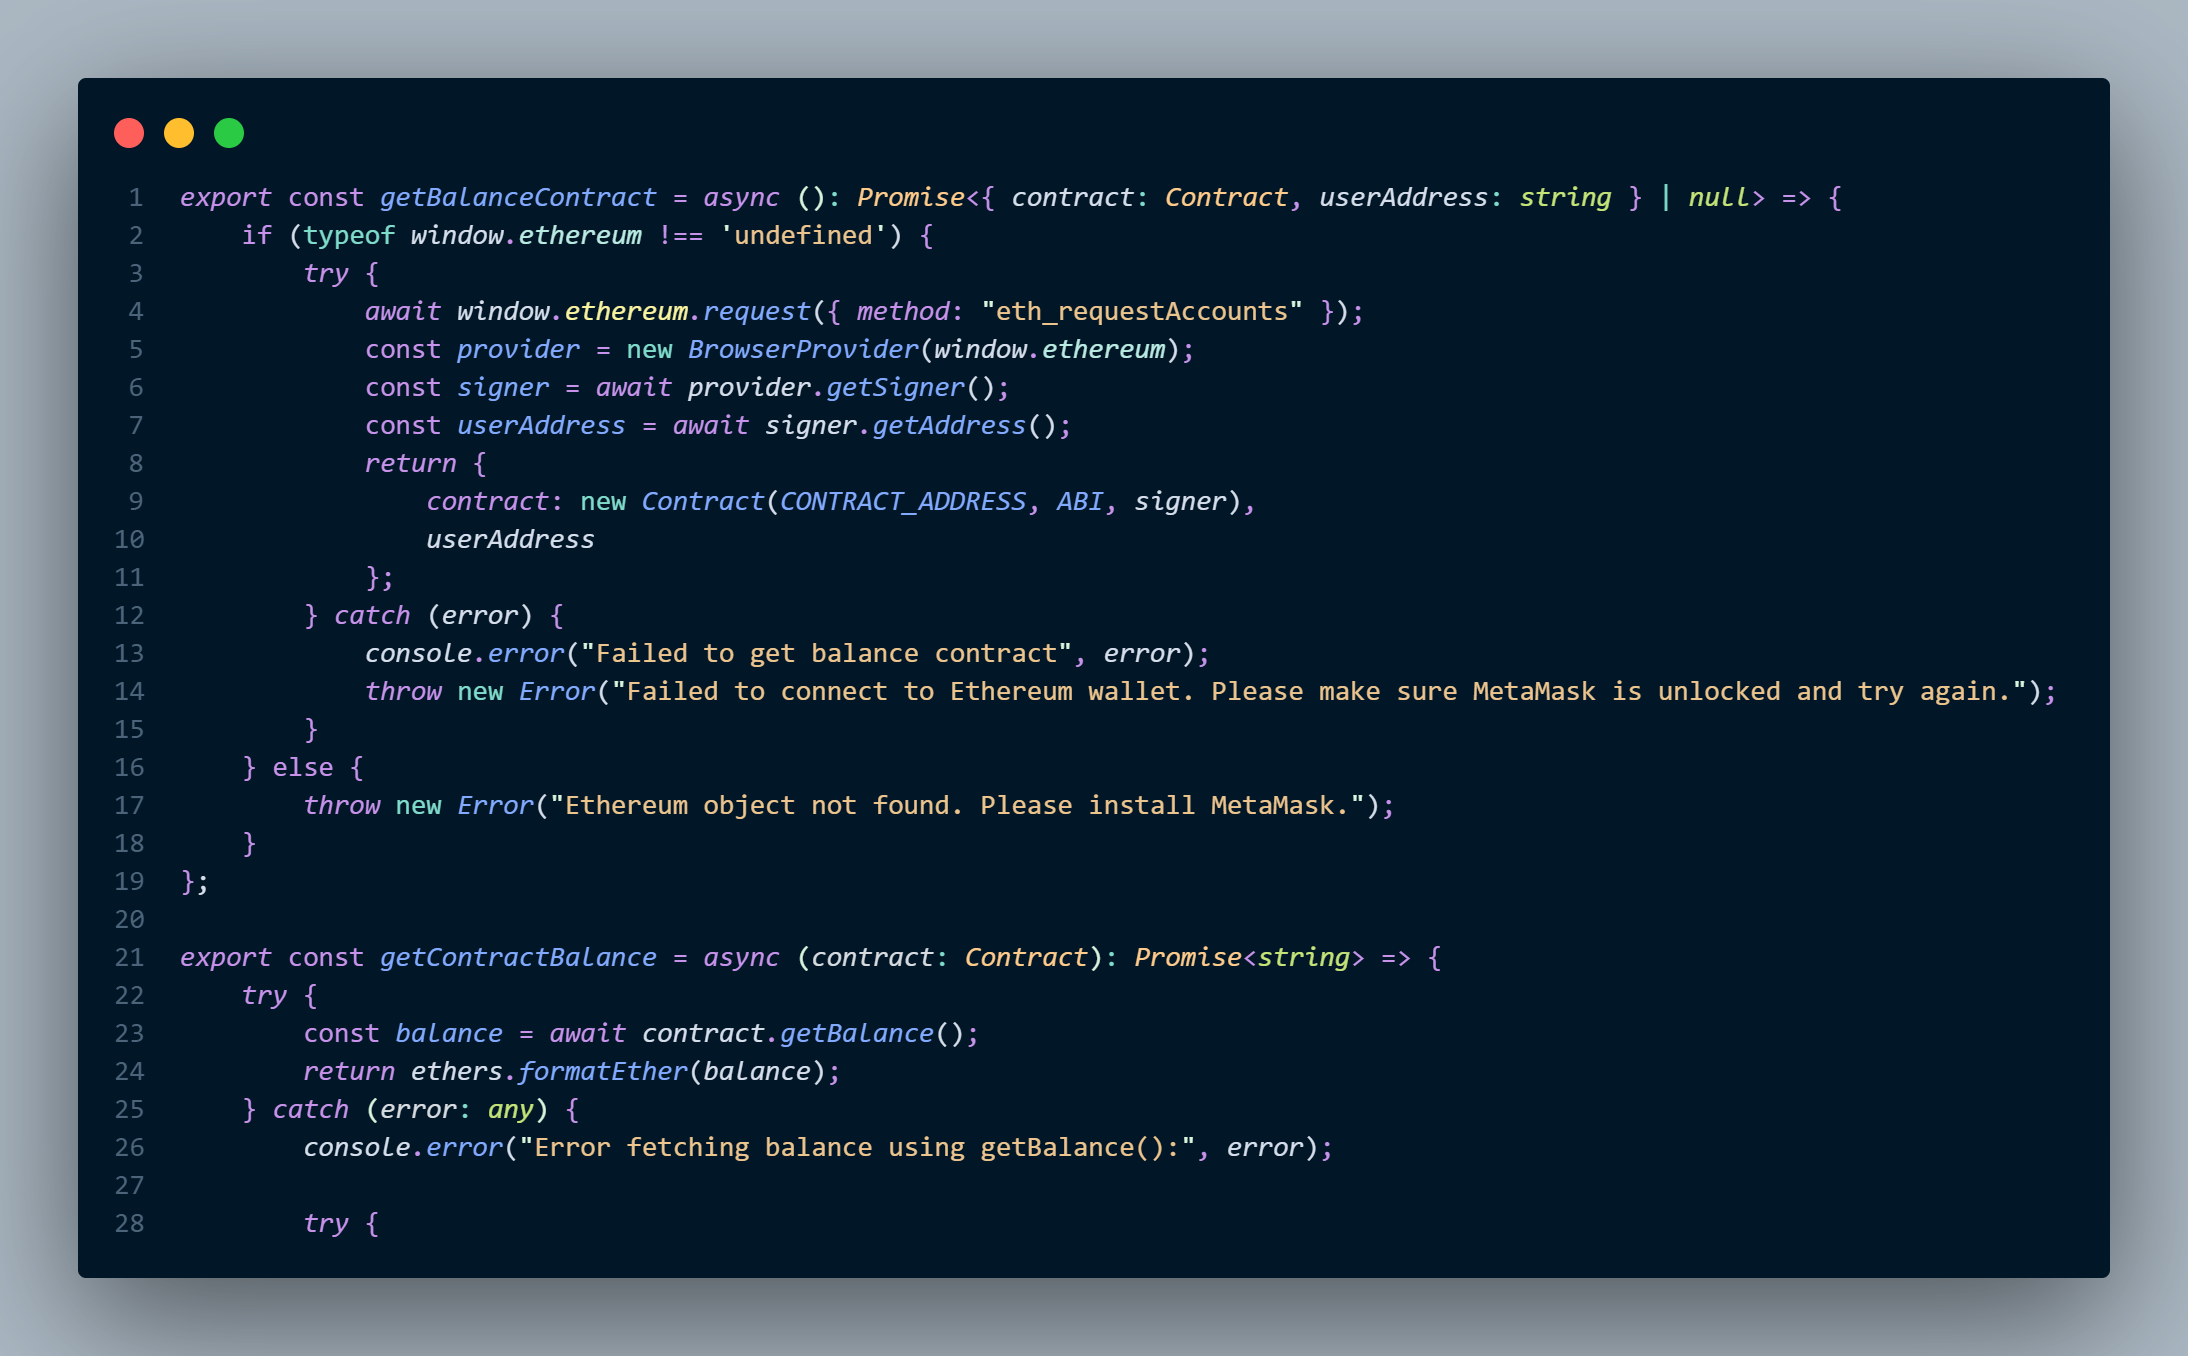 1 export const getBalanceContract = async (): Promise<{ contract: Contract, userAddress: string } | null> => {
2     if (typeof window.ethereum !== 'undefined') {
3         try {
4             await window.ethereum.request({ method: "eth_requestAccounts" });
5             const provider = new BrowserProvider(window.ethereum);
6             const signer = await provider.getSigner();
7             const userAddress = await signer.getAddress();
8             return {
9                 contract: new Contract(CONTRACT_ADDRESS, ABI, signer),
10                 userAddress
11             };
12         } catch (error) {
13             console.error("Failed to get balance contract", error);
14             throw new Error("Failed to connect to Ethereum wallet. Please make sure MetaMask is unlocked and try again.");
15         }
16     } else {
17         throw new Error("Ethereum object not found. Please install MetaMask.");
18     }
19 };
20
21 export const getContractBalance = async (contract: Contract): Promise<string> => {
22     try {
23         const balance = await contract.getBalance();
24         return ethers.formatEther(balance);
25     } catch (error: any) {
26         console.error("Error fetching balance using getBalance():", error);
27
28         try {